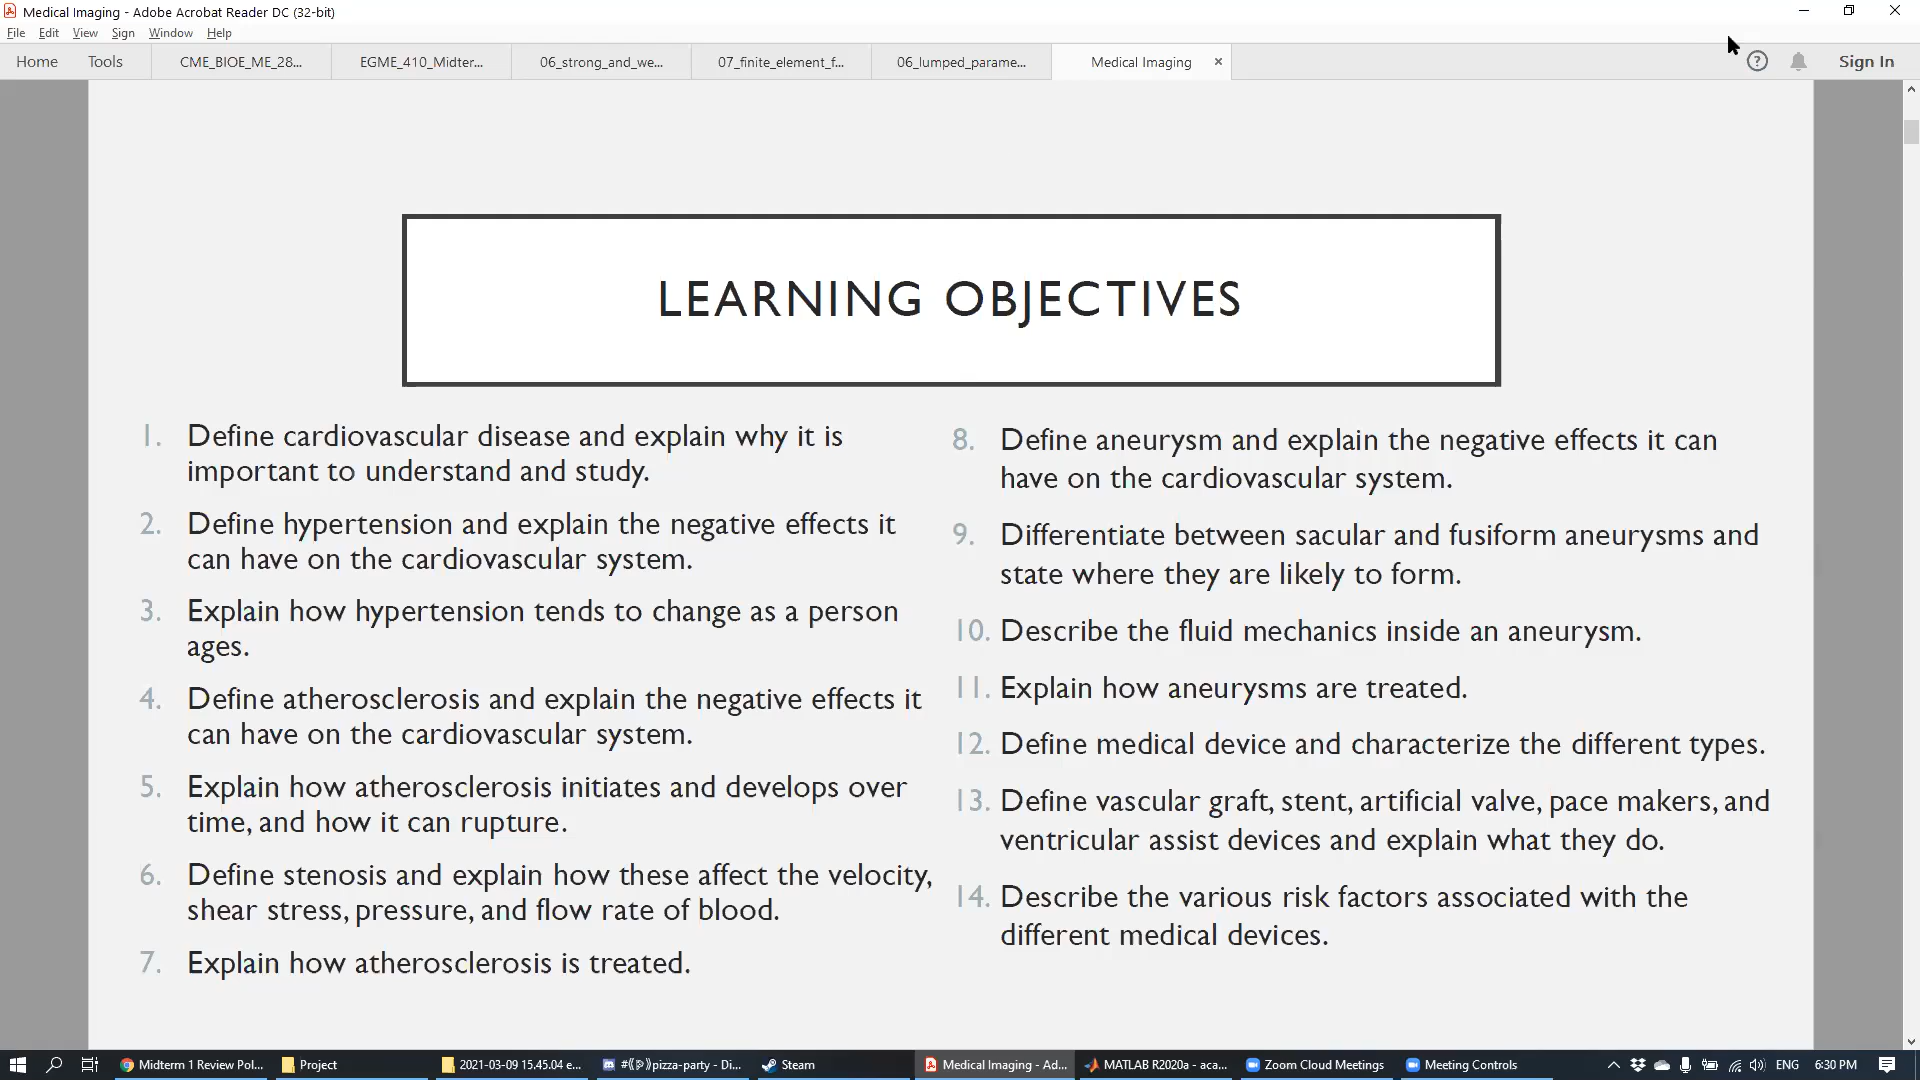 Medical Imaging - Adobe Acrobat Reader DC (32-bit)
File Edit View Sign Window Help
Home Tools CME_BIOE_ME_28... EGME_410_Midter... 06_strong_and_we... 07_finite_element_f... 06_lumped_parame... Medical Imaging × ? Sign In
LEARNING OBJECTIVES
1. Define cardiovascular disease and explain why it is
important to understand and study.
2. Define hypertension and explain the negative effects it
can have on the cardiovascular system.
3. Explain how hypertension tends to change as a person
ages.
4. Define atherosclerosis and explain the negative effects it
can have on the cardiovascular system.
5. Explain how atherosclerosis initiates and develops over
time, and how it can rupture.
6. Define stenosis and explain how these affect the velocity,
shear stress, pressure, and flow rate of blood.
7. Explain how atherosclerosis is treated.
8. Define aneurysm and explain the negative effects it can
have on the cardiovascular system.
9. Differentiate between sacular and fusiform aneurysms and
state where they are likely to form.
10. Describe the fluid mechanics inside an aneurysm.
11. Explain how aneurysms are treated.
12. Define medical device and characterize the different types.
13. Define vascular graft, stent, artificial valve, pace makers, and
ventricular assist devices and explain what they do.
14. Describe the various risk factors associated with the
different medical devices.
Midterm 1 Review Pol... Project 2021-03-09 15.45.04 e... pizza-party - Di... Steam Medical Imaging - Ad... MATLAB R2020a - aca... Zoom Cloud Meetings Meeting Controls ENG 6:30 PM